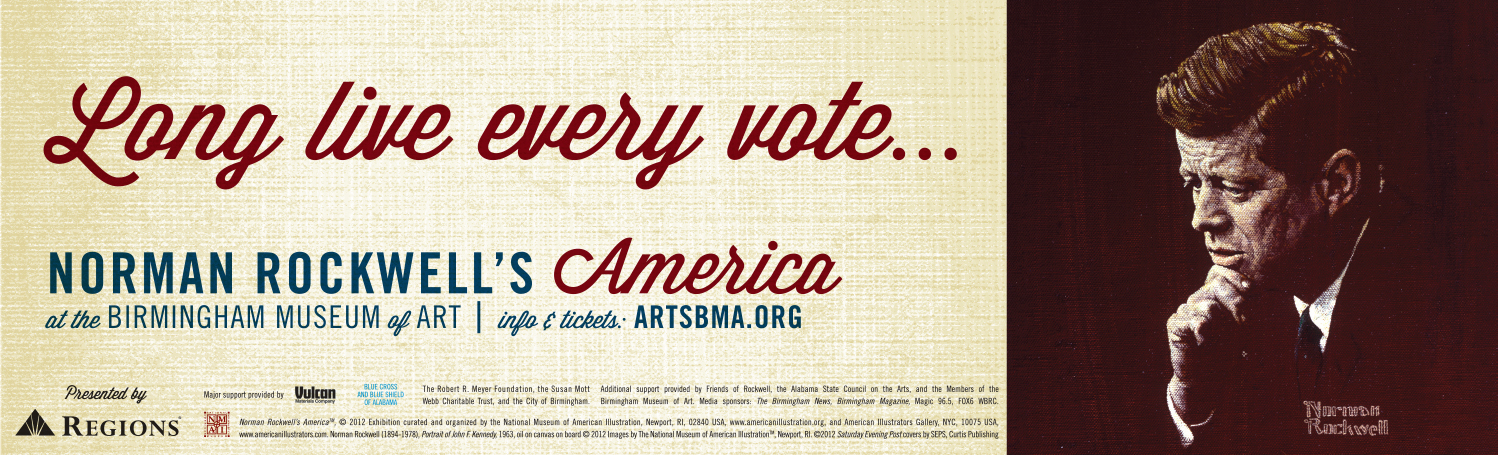 Long live every vote...
NORMAN ROCKWELL'S America
at the BIRMINGHAM MUSEUM of ART | info & tickets: ARTSBMA.ORG
Presented by
REGIONS
Major support provided by
Vulcan
Materials Company
BLUE CROSS
AND BLUE SHIELD
OF ALABAMA
The Robert R. Meyer Foundation, the Susan Mott
Webb Charitable Trust, and the City of Birmingham.
Additional support provided by Friends of Rockwell, the Alabama State Council on the Arts, and the Members of the
Birmingham Museum of Art. Media sponsors: The Birmingham News, Birmingham Magazine, Magic 96.5, FOX6 WBRC.
Norman Rockwell's America™, © 2012 Exhibition curated and organized by the National Museum of American Illustration, Newport, RI, 02840 USA, www.americanillustration.org, and American Illustrators Gallery, NYC, 10075 USA,
www.americanillustrators.com. Norman Rockwell (1894-1978), Portrait of John F. Kennedy, 1963, oil on canvas on board © 2012 Images by The National Museum of American Illustration™, Newport, RI. ©2012 Saturday Evening Post covers by SEPS, Curtis Publishing
Norman
Rockwell